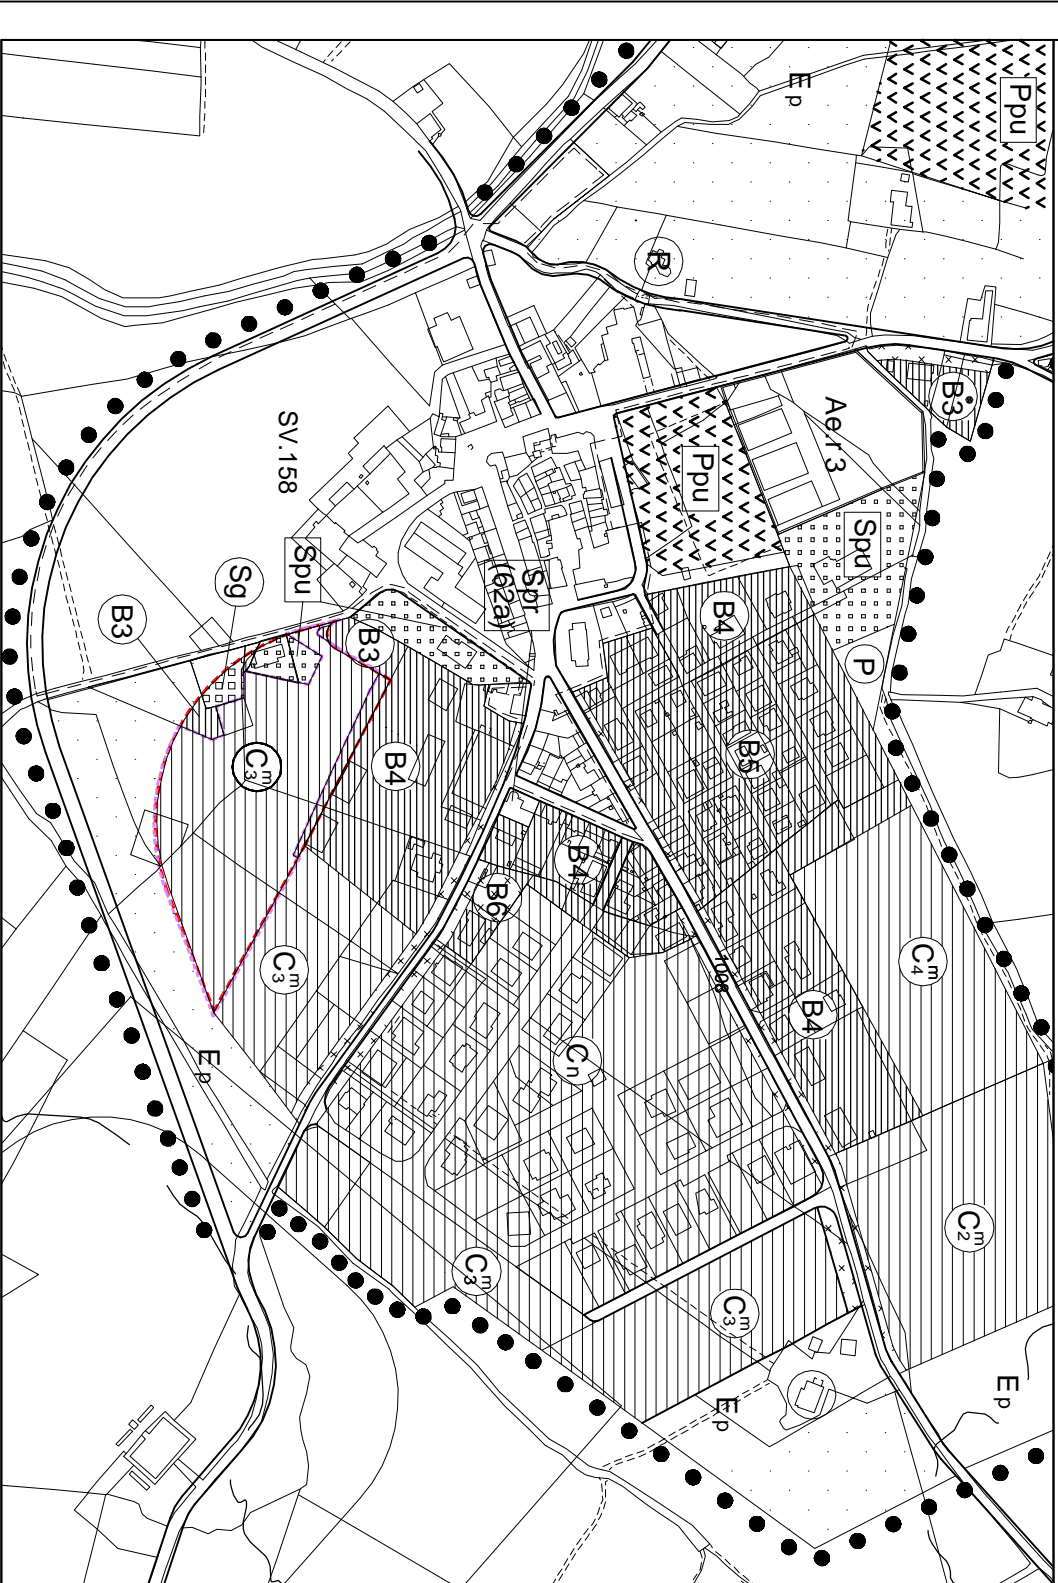 Ppu
Ep
R
B3
Ae.r 3
SV.158
Ppu
Spu
Spu
Sg
Spr
(62a)
B3
B3
B4
P
C3m
B4
B5
B4
B6
C3m
1008
C4m
B4
Ep
Cn
C2m
C3m
C3m
Ep
Ep